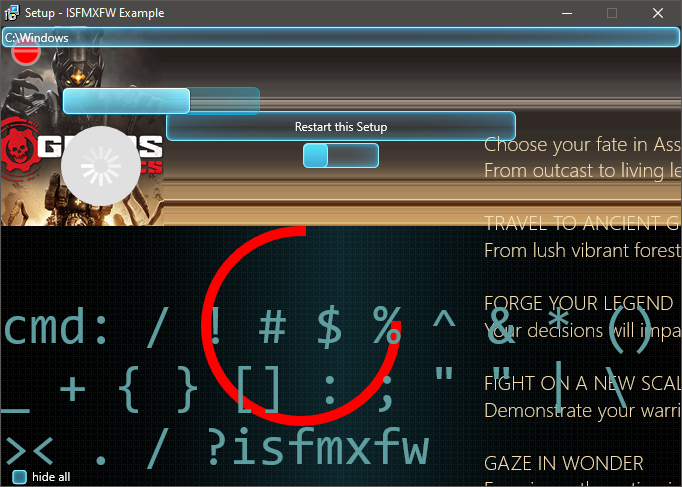 Setup - ISFMXFW Example
C:\Windows
Restart this Setup
Choose your fate in Ass
From outcast to living le
TRAVEL TO ANCIENT G
From lush vibrant forest
FORGE YOUR LEGEND
Your decisions will impa
FIGHT ON A NEW SCAL
Demonstrate your warri
GAZE IN WONDER
cmd: / ! # $ % ^ & * ()
_ + { } [] : ; " " | \
>< . / ?isfmxfw
hide all